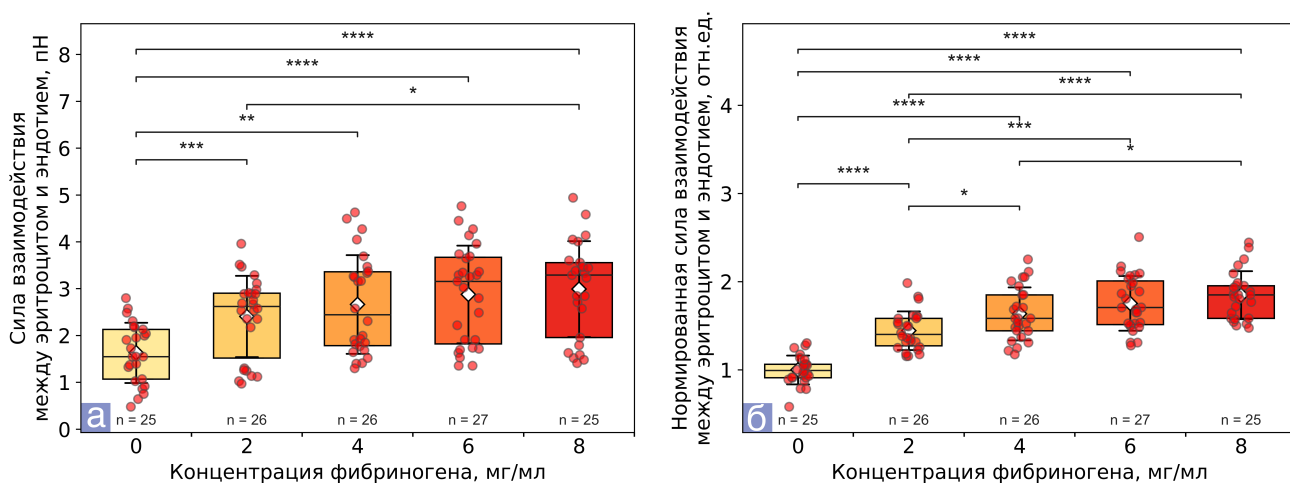 Сила взаимодействия
между эритроцитом и эндотием, пН
8
7
6
5
4
3
2
1
0
****
****
*
**
***
а
n = 25
n = 26
n = 26
n = 27
n = 25
0
2
4
6
8
Концентрация фибриногена, мг/мл
Нормированная сила взаимодействия
между эритроцитом и эндотием, отн.ед.
4
3
2
1
****
****
****
****
***
*
****
*
б
n = 25
n = 26
n = 26
n = 27
n = 25
0
2
4
6
8
Концентрация фибриногена, мг/мл